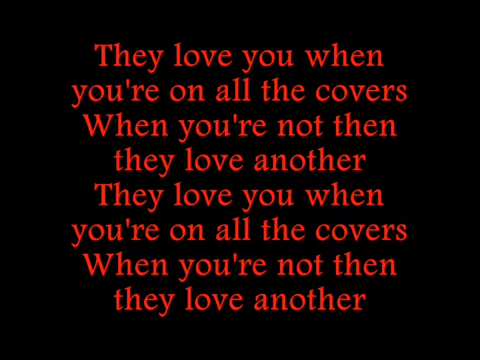 They love you when
you're on all the covers
When you're not then
they love another
They love you when
you're on all the covers
When you're not then
they love another